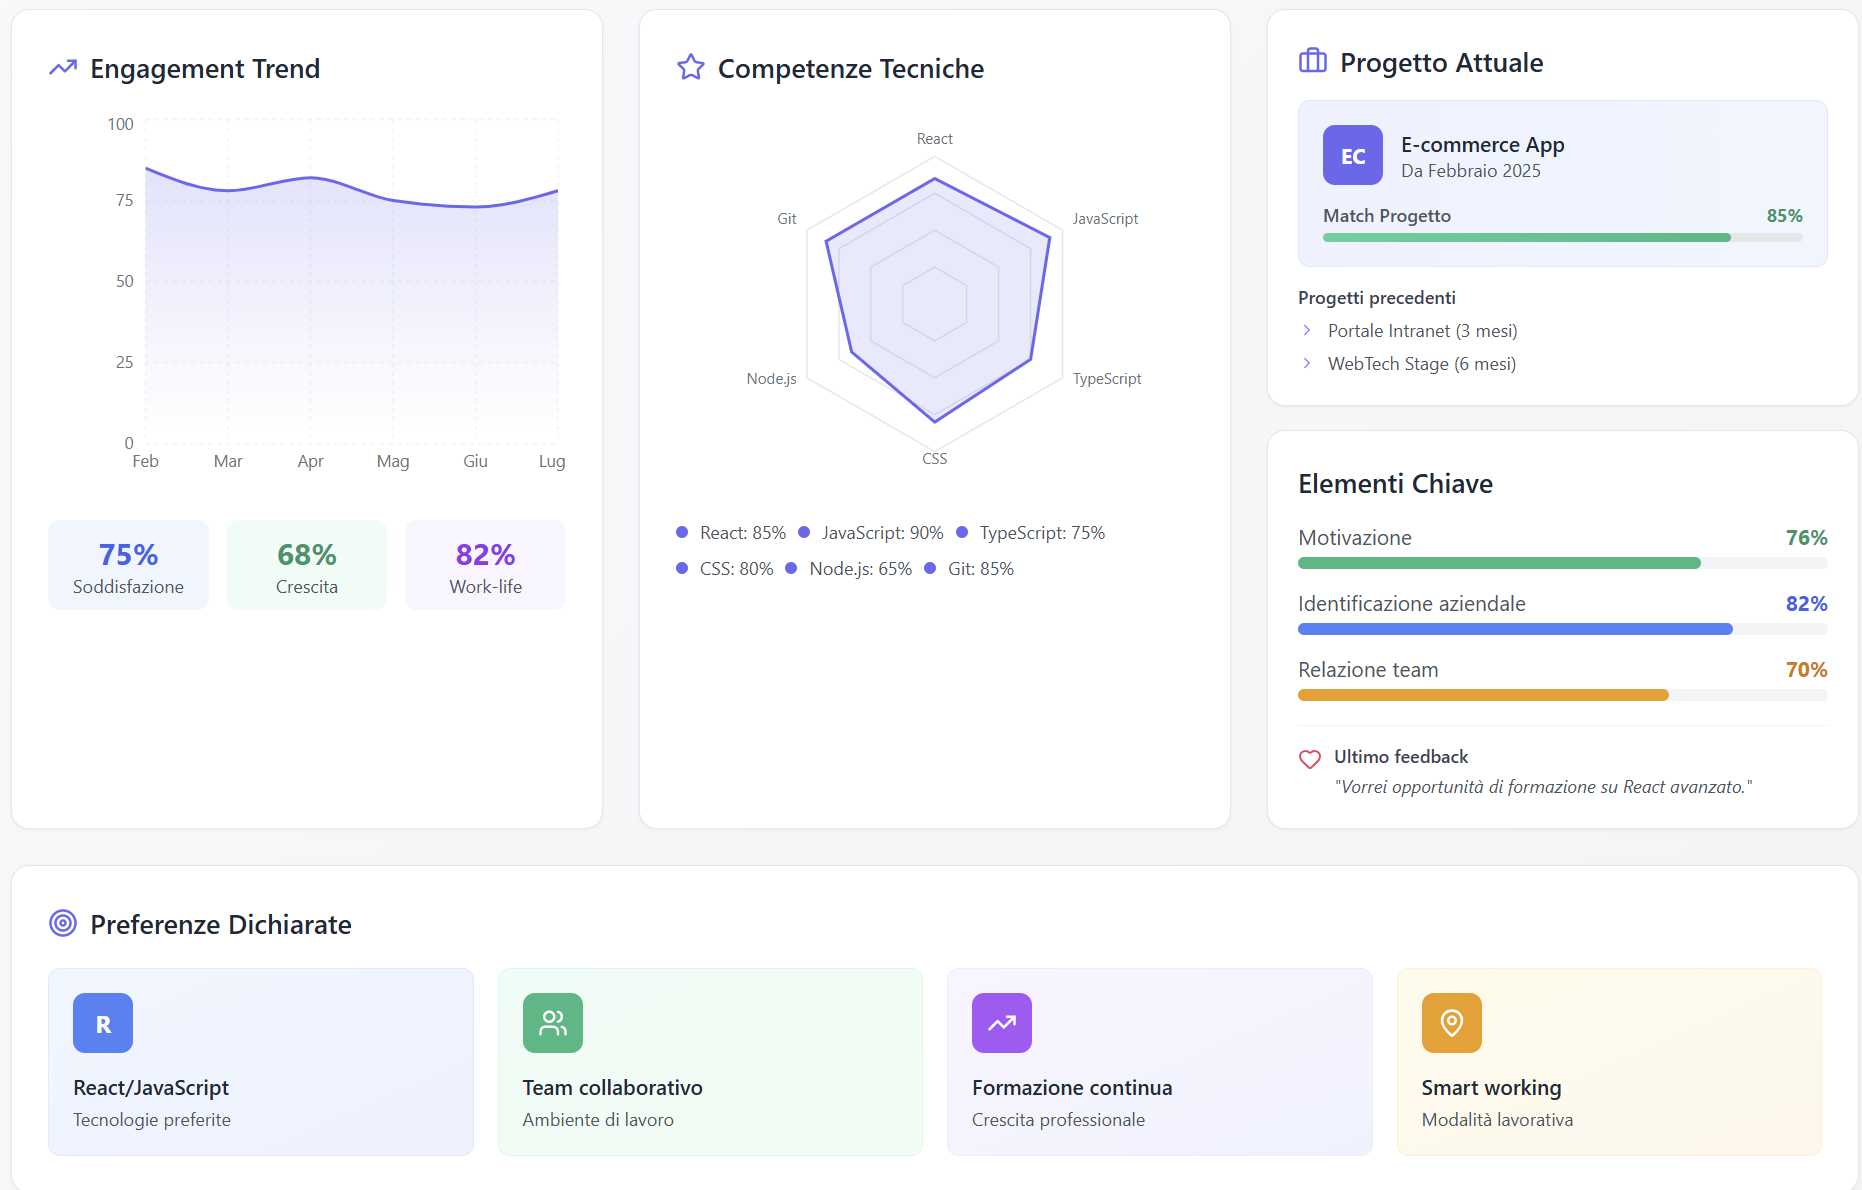 Engagement Trend
100
75
50
25
0
Feb Mar Apr Mag Giu Lug
75%
Soddisfazione
68%
Crescita
82%
Work-life
Competenze Tecniche
React
JavaScript
TypeScript
CSS
Node.js
Git
React: 85% JavaScript: 90% TypeScript: 75%
CSS: 80% Node.js: 65% Git: 85%
Progetto Attuale
EC
E-commerce App
Da Febbraio 2025
Match Progetto 85%
Progetti precedenti
Portale Intranet (3 mesi)
WebTech Stage (6 mesi)
Elementi Chiave
Motivazione 76%
Identificazione aziendale 82%
Relazione team 70%
Ultimo feedback
"Vorrei opportunità di formazione su React avanzato."
Preferenze Dichiarate
R
React/JavaScript
Tecnologie preferite
Team collaborativo
Ambiente di lavoro
Formazione continua
Crescita professionale
Smart working
Modalità lavorativa